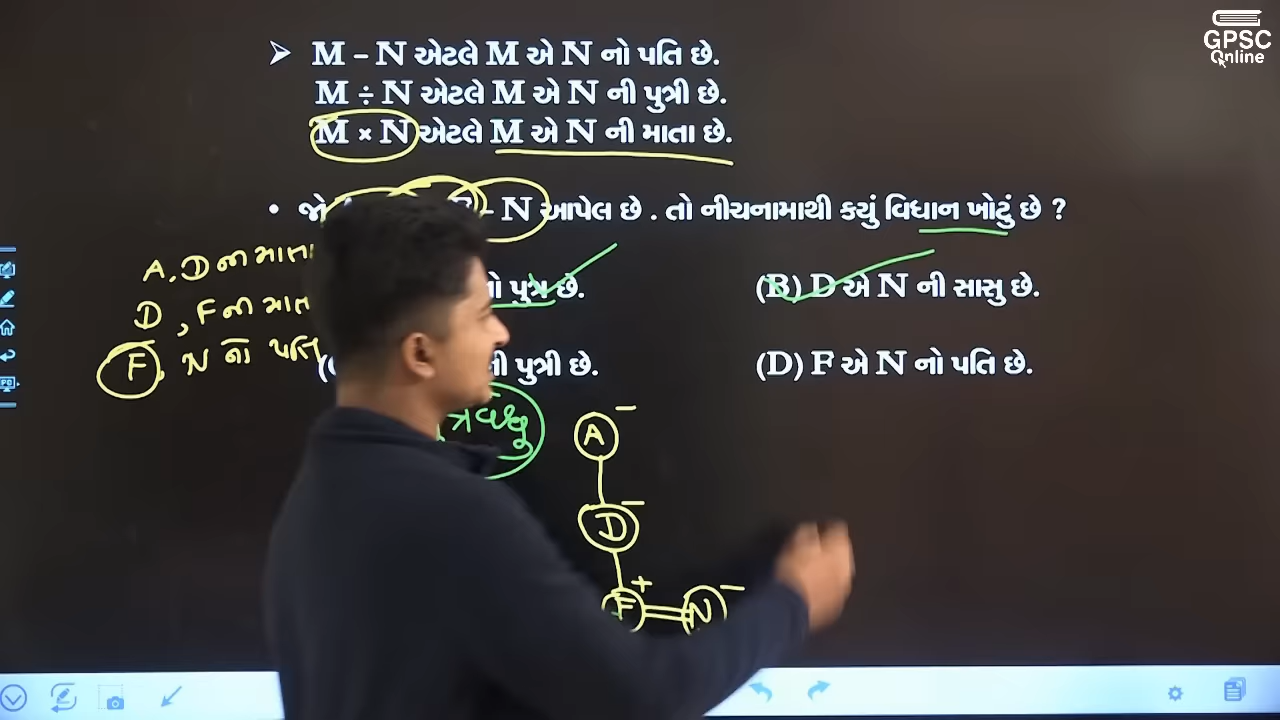 GPSC
Online
➢ M – N એટલે M એ N નો પતિ છે.
M ÷ N એટલે M એ N ની પુત્રી છે.
M × N એટલે M એ N ની માતા છે.
• જો – N આપેલ છે . તો નીચનામાથી કયું વિધાન ખોટું છે ?
પુત્ર છે.
(B) D એ N ની સાસુ છે.
પુત્રી છે.
(D) F એ N નો પતિ છે.
A, D ની માતા
D , F ની
F, N નો પતિ
A –
D –
F + N –